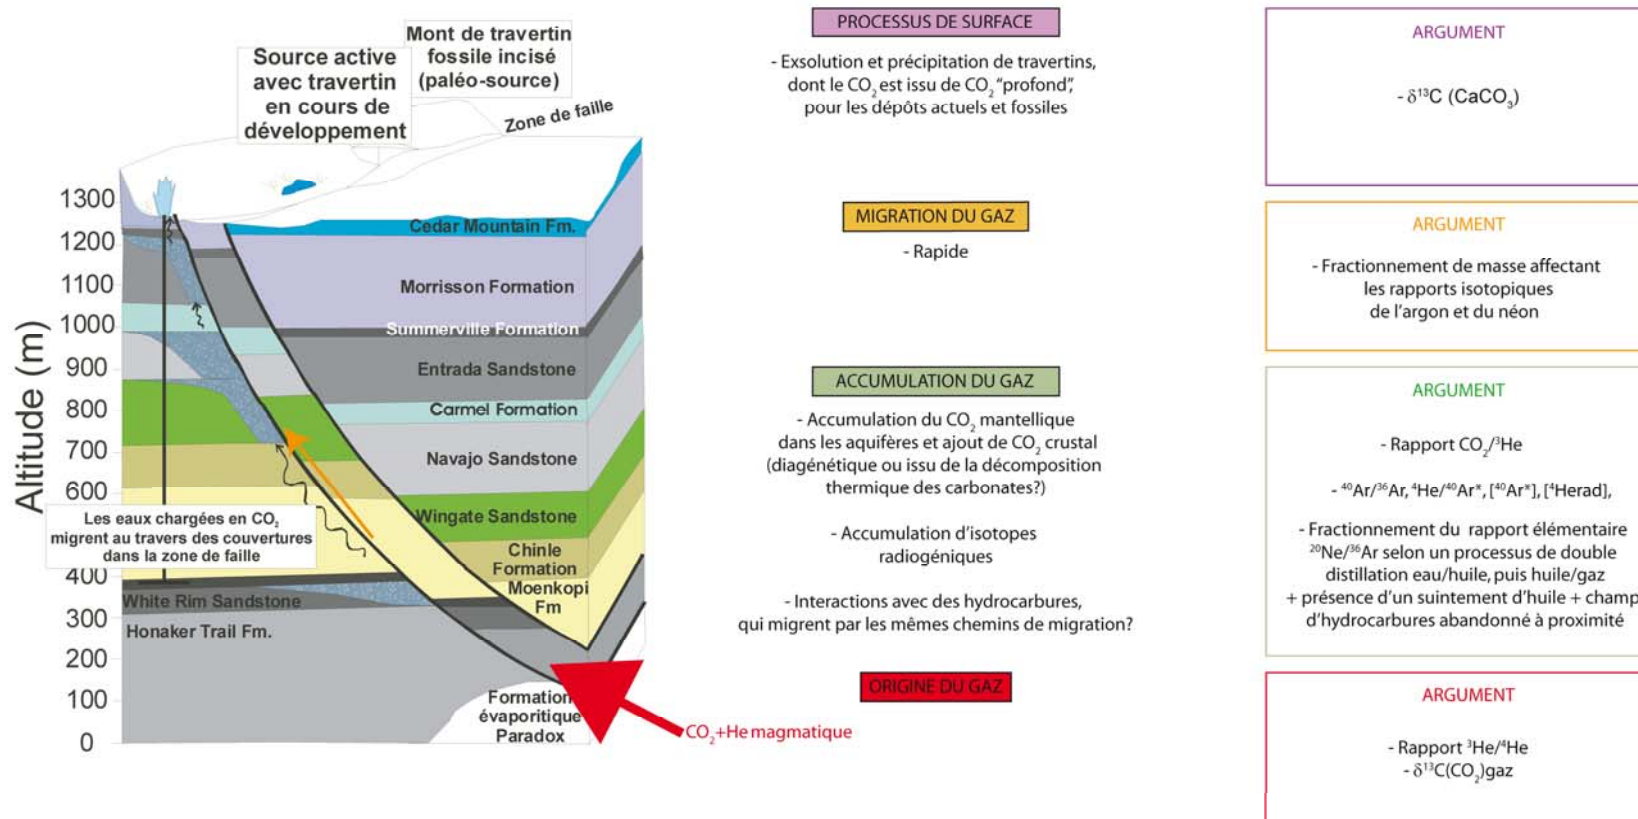 Mont de travertin
fossile incisé
(paléo-source)
Source active
avec travertin
en cours de
développement
Zone de faille
Altitude (m)
1300
1200
1100
1000
900
800
700
600
400
300
200
100
0
Cedar Mountain Fm.
Morrisson Formation
Summerville Formation
Entrada Sandstone
Carmel Formation
Navajo Sandstone
Wingate Sandstone
Chinle
Formation
Moenkopi
Fm
Les eaux chargées en CO₂
migrent au travers des couvertures
dans la zone de faille
White Rim Sandstone
Honaker Trail Fm.
Formation
évaporitique
Paradox
CO₂+He magmatique
PROCESSUS DE SURFACE
- Exsolution et précipitation de travertins,
dont le CO₂ est issu de CO₂ “profond”,
pour les dépôts actuels et fossiles
MIGRATION DU GAZ
- Rapide
ACCUMULATION DU GAZ
- Accumulation du CO₂ mantellique
dans les aquifères et ajout de CO₂ crustal
(diagénétique ou issu de la décomposition
thermique des carbonates?)
- Accumulation d’isotopes
radiogéniques
- Interactions avec des hydrocarbures,
qui migrent par les mêmes chemins de migration?
ORIGINE DU GAZ
ARGUMENT
- δ¹³C (CaCO₃)
ARGUMENT
- Fractionnement de masse affectant
les rapports isotopiques
de l’argon et du néon
ARGUMENT
- Rapport CO₂/³He
- ⁴⁰Ar/³⁶Ar, ⁴He/⁴⁰Ar*, [⁴⁰Ar*], [⁴Herad],
- Fractionnement du rapport élémentaire
²⁰Ne/³⁶Ar selon un processus de double
distillation eau/huile, puis huile/gaz
+ présence d’un suintement d’huile + champ
d’hydrocarbures abandonné à proximité
ARGUMENT
- Rapport ³He/⁴He
- δ¹³C(CO₂)gaz